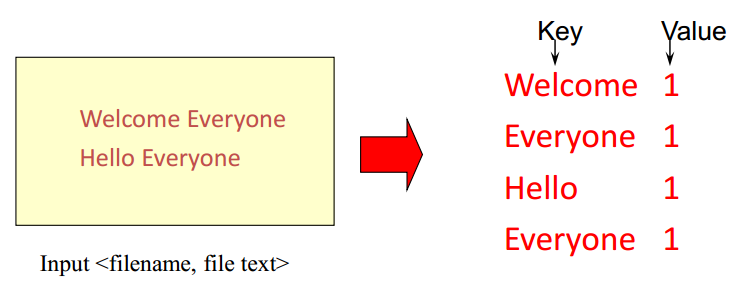 Welcome Everyone
Hello Everyone
Input <filename, file text>
Key Value
Welcome 1
Everyone 1
Hello 1
Everyone 1